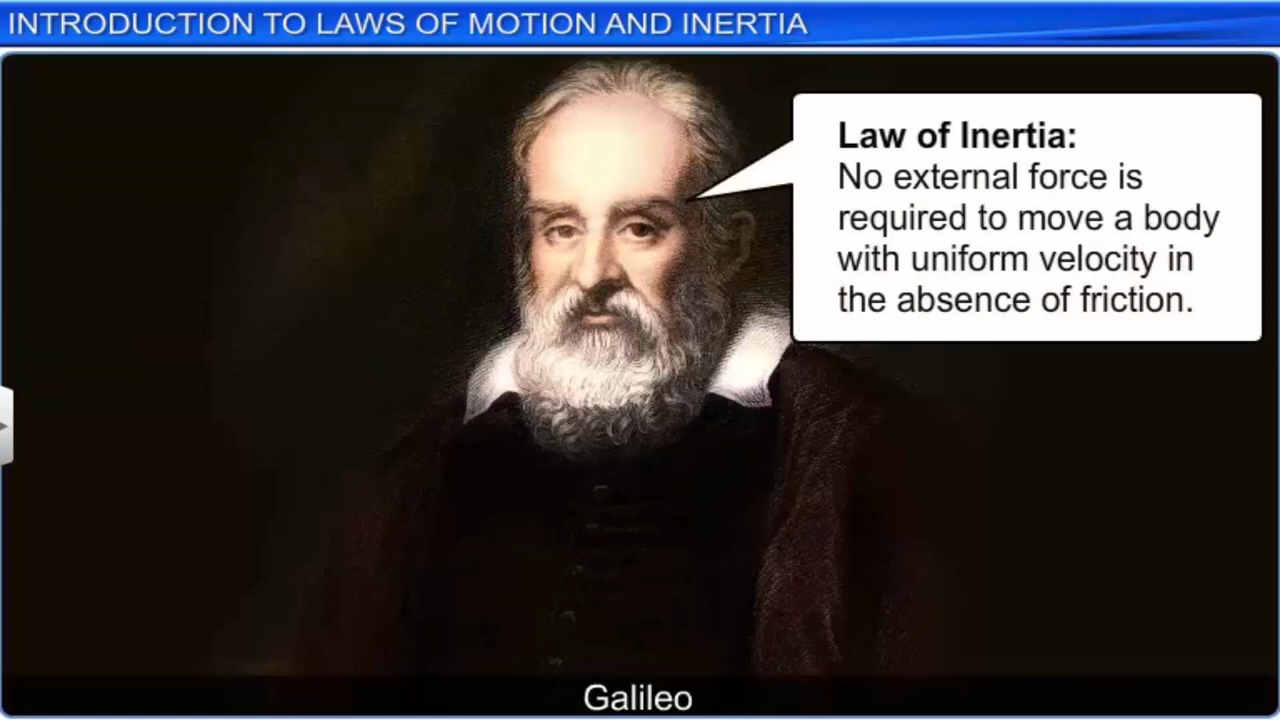 INTRODUCTION TO LAWS OF MOTION AND INERTIA
Law of Inertia:
No external force is
required to move a body
with uniform velocity in
the absence of friction.
Galileo